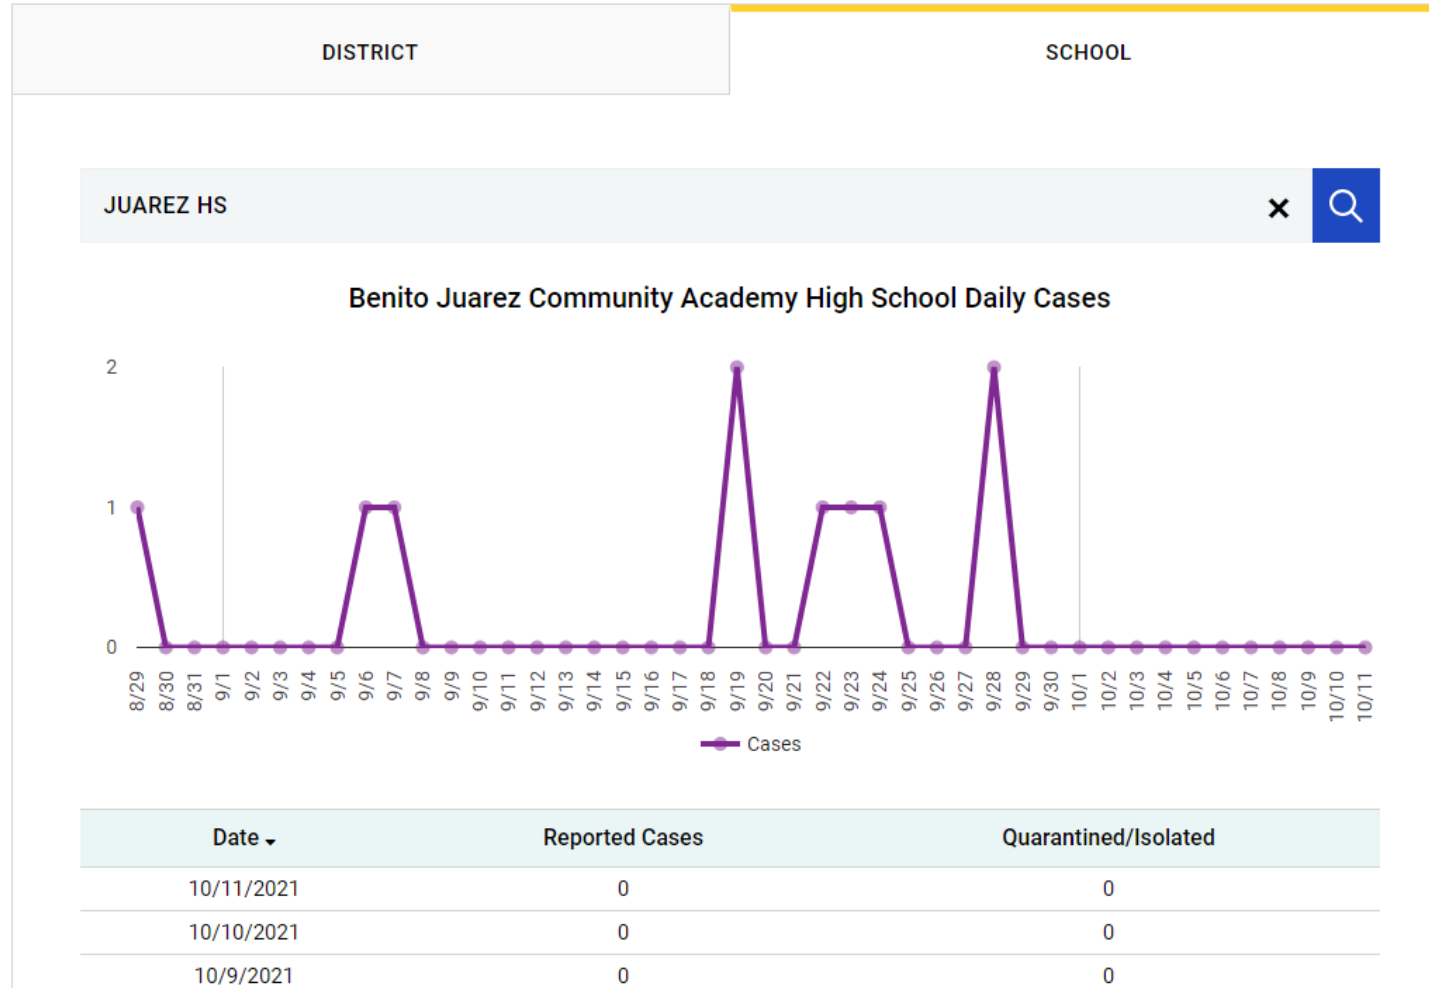 DISTRICT SCHOOL
JUAREZ HS
Benito Juarez Community Academy High School Daily Cases
2
1
0
8/29 8/30 8/31 9/1 9/2 9/3 9/4 9/5 9/6 9/7 9/8 9/9 9/10 9/11 9/12 9/13 9/14 9/15 9/16 9/17 9/18 9/19 9/20 9/21 9/22 9/23 9/24 9/25 9/26 9/27 9/28 9/29 9/30 10/1 10/2 10/3 10/4 10/5 10/6 10/7 10/8 10/9 10/10 10/11
Cases
Date Reported Cases Quarantined/Isolated
10/11/2021 0 0
10/10/2021 0 0
10/9/2021 0 0